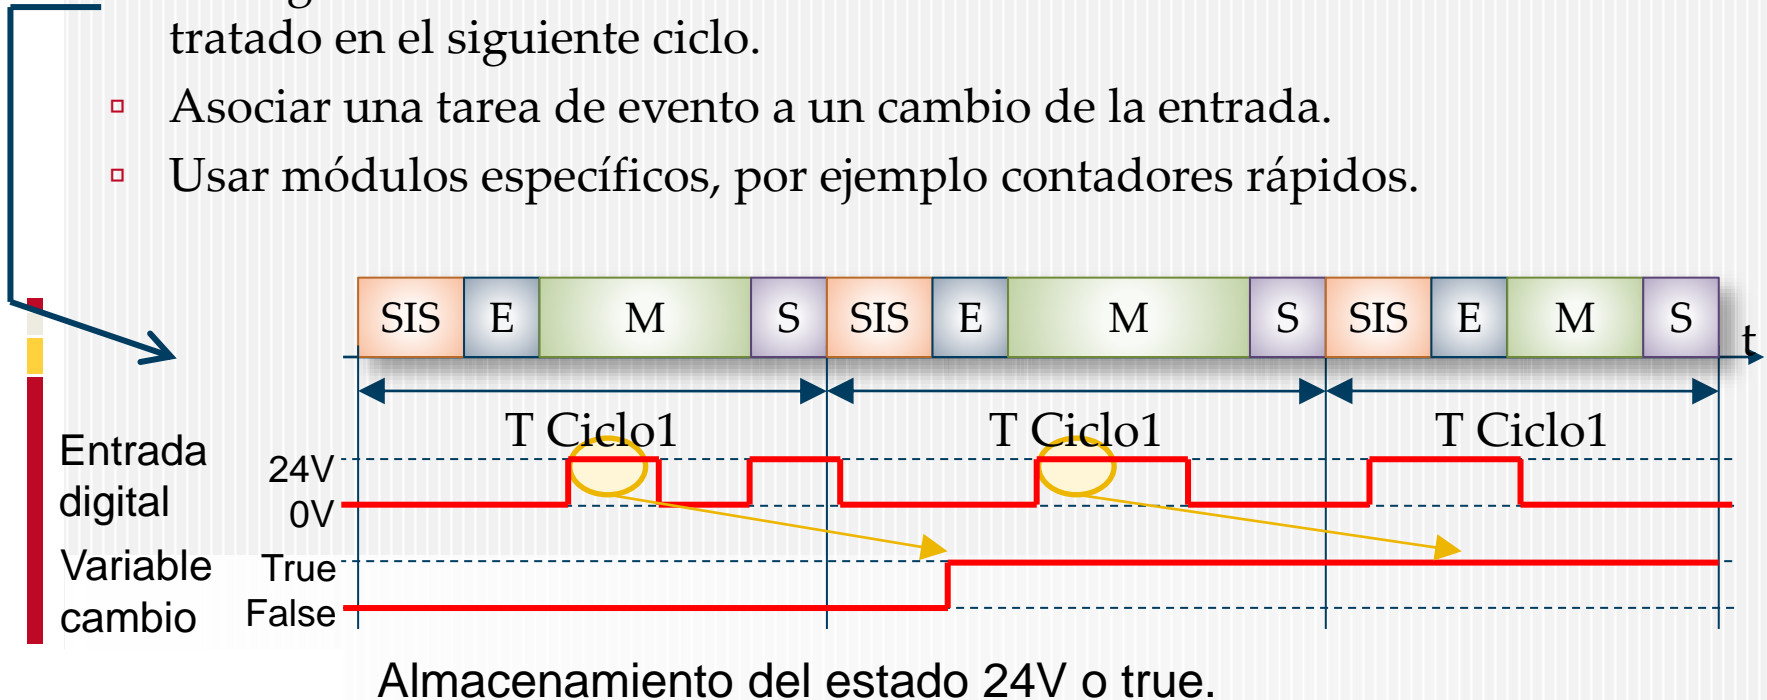 tratado en el siguiente ciclo.
▫ Asociar una tarea de evento a un cambio de la entrada.
▫ Usar módulos específicos, por ejemplo contadores rápidos.
SIS E M S SIS E M S SIS E M S
t
T Ciclo1 T Ciclo1 T Ciclo1
Entrada
digital
24V
0V
Variable
cambio
True
False
Almacenamiento del estado 24V o true.